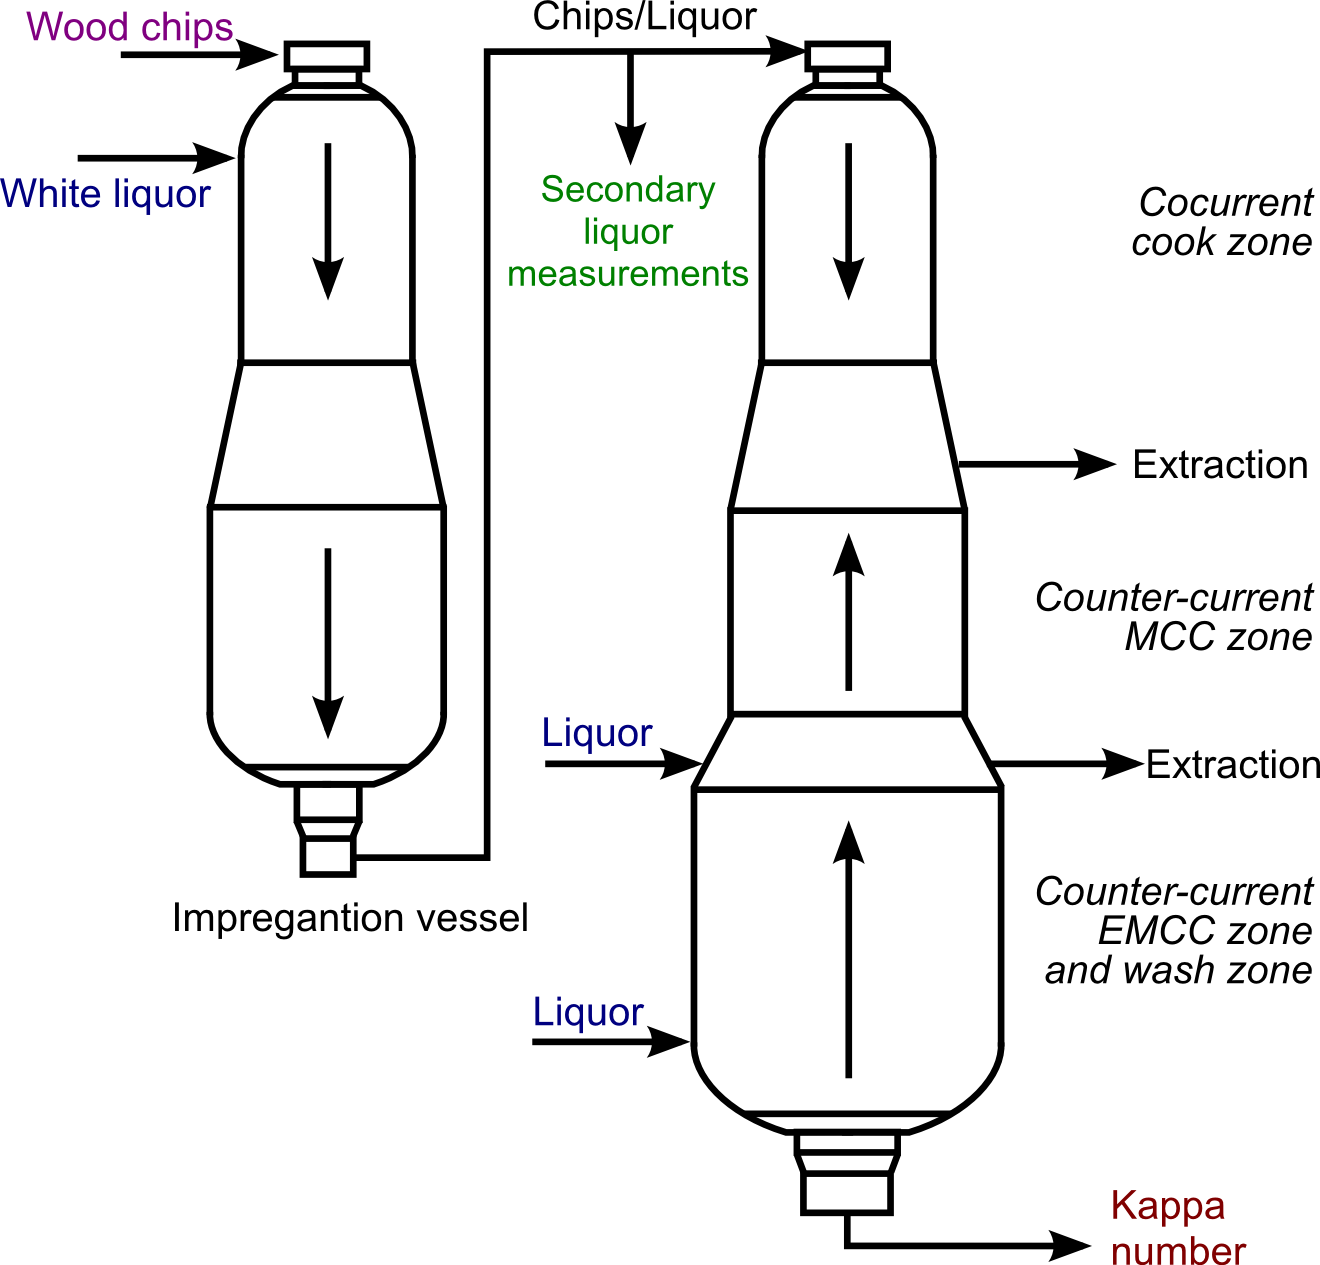 Wood chips
White liquor
Chips/Liquor
Secondary
liquor
measurements
Cocurrent
cook zone
Extraction
Counter-current
MCC zone
Liquor
Extraction
Impregantion vessel
Counter-current
EMCC zone
and wash zone
Liquor
Kappa
number